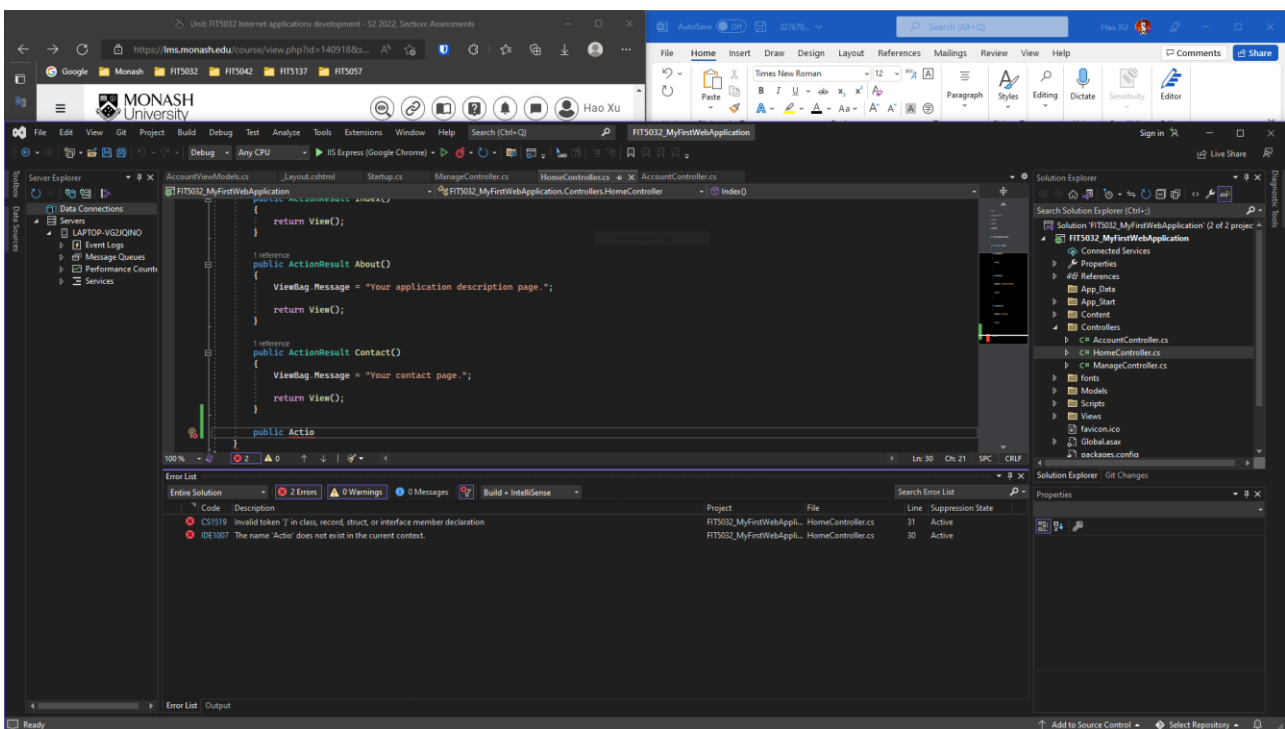 Unit: FIT5032 Internet applications development - S2 2022, Section: Assessments
https://lms.monash.edu/course/view.php?id=140918&s...
Google Monash FIT5032 FIT5042 FIT5137 FIT5057
MONASH
University
Hao Xu
AutoSave Off 327679...
Search (Alt+Q)
Hao XU
File Home Insert Draw Design Layout References Mailings Review View Help Comments Share
Times New Roman 12
Paste Paragraph Styles Editing Dictate Sensitivity Editor
File Edit View Git Project Build Debug Test Analyze Tools Extensions Window Help Search (Ctrl+Q) FIT5032_MyFirstWebApplication Sign in
Debug Any CPU IIS Express (Google Chrome) Live Share
Toolbox
Data Sources
Server Explorer
Data Connections
Servers
LAPTOP-VG2JQINO
Event Logs
Message Queues
Performance Counte
Services
AccountViewModels.cs _Layout.cshtml Startup.cs ManageController.cs HomeController.cs AccountController.cs
FIT5032_MyFirstWebApplication FIT5032_MyFirstWebApplication.Controllers.HomeController Index()
public ActionResult Index()
{
return View();
}
1 reference
public ActionResult About()
{
ViewBag.Message = "Your application description page.";
return View();
}
1 reference
public ActionResult Contact()
{
ViewBag.Message = "Your contact page.";
return View();
}
public Actio
}
100 % 2 0 Ln: 30 Ch: 21 SPC CRLF
Error List
Entire Solution 2 Errors 0 Warnings 0 Messages Build + IntelliSense Search Error List
Code Description Project File Line Suppression State
CS1519 Invalid token '}' in class, record, struct, or interface member declaration FIT5032_MyFirstWebAppli... HomeController.cs 31 Active
IDE1007 The name 'Actio' does not exist in the current context. FIT5032_MyFirstWebAppli... HomeController.cs 30 Active
Error List Output
Solution Explorer
Search Solution Explorer (Ctrl+;)
Solution 'FIT5032_MyFirstWebApplication' (2 of 2 projec
FIT5032_MyFirstWebApplication
Connected Services
Properties
References
App_Data
App_Start
Content
Controllers
C# AccountController.cs
C# HomeController.cs
C# ManageController.cs
fonts
Models
Scripts
Views
favicon.ico
Global.asax
packages.config
Solution Explorer Git Changes
Properties
Diagnostic Tools
Ready Add to Source Control Select Repository